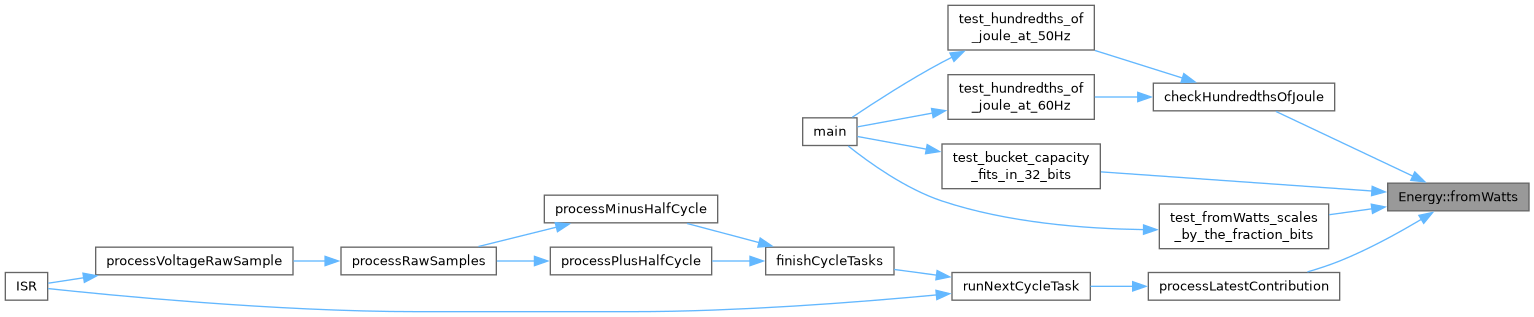 test_hundredths_of
_joule_at_50Hz
test_hundredths_of
_joule_at_60Hz
checkHundredthsOfJoule
main
test_bucket_capacity
_fits_in_32_bits
Energy::fromWatts
processMinusHalfCycle
test_fromWatts_scales
_by_the_fraction_bits
processVoltageRawSample
processRawSamples
processPlusHalfCycle
finishCycleTasks
ISR
runNextCycleTask
processLatestContribution